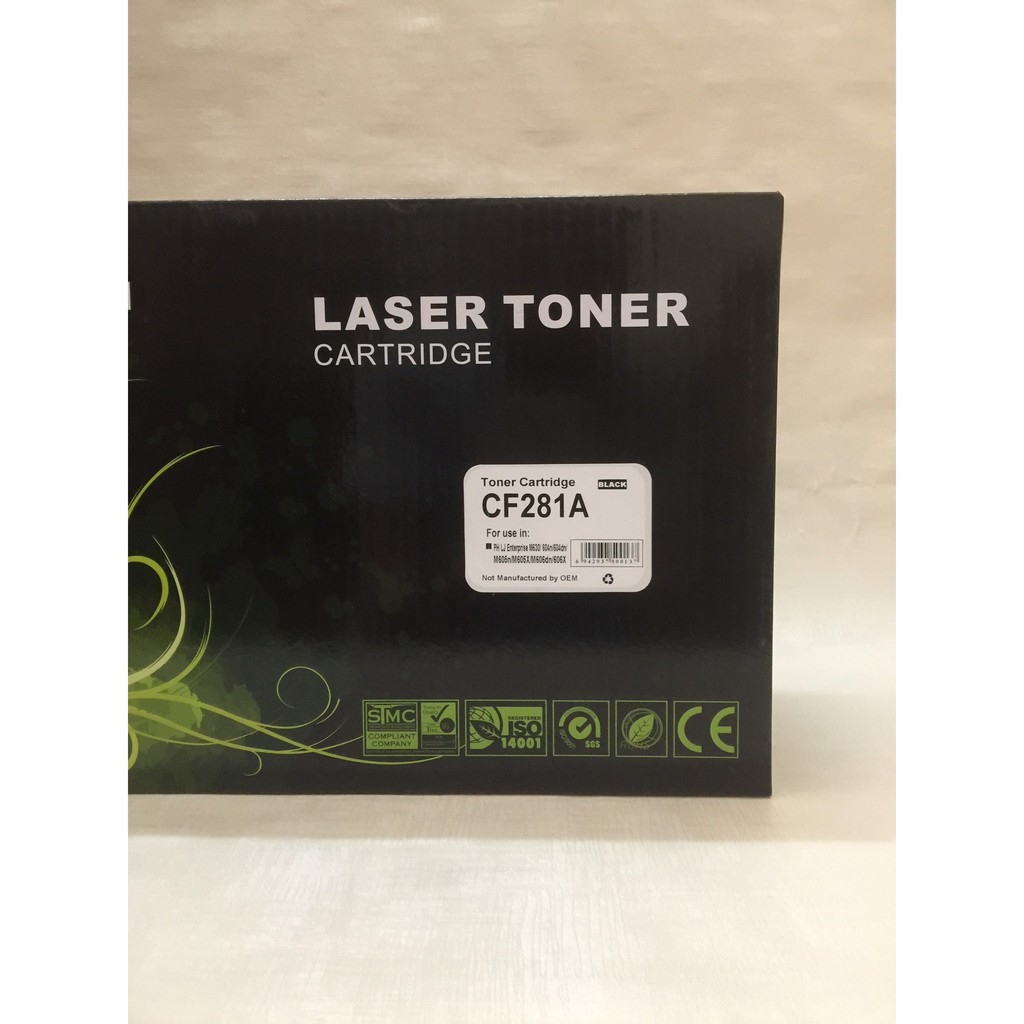 LASER TONER
CARTRIDGE
Toner Cartridge BLACK
CF281A
For use in:
PH LJ Enterprise M630/ 604n/604dn/
M605n/M605X/M606dn/606X
Not Manufactured by OEM
STMC
COMPLIANT
COMPANY
REGISTERED
ISO
14001
SGS
CE